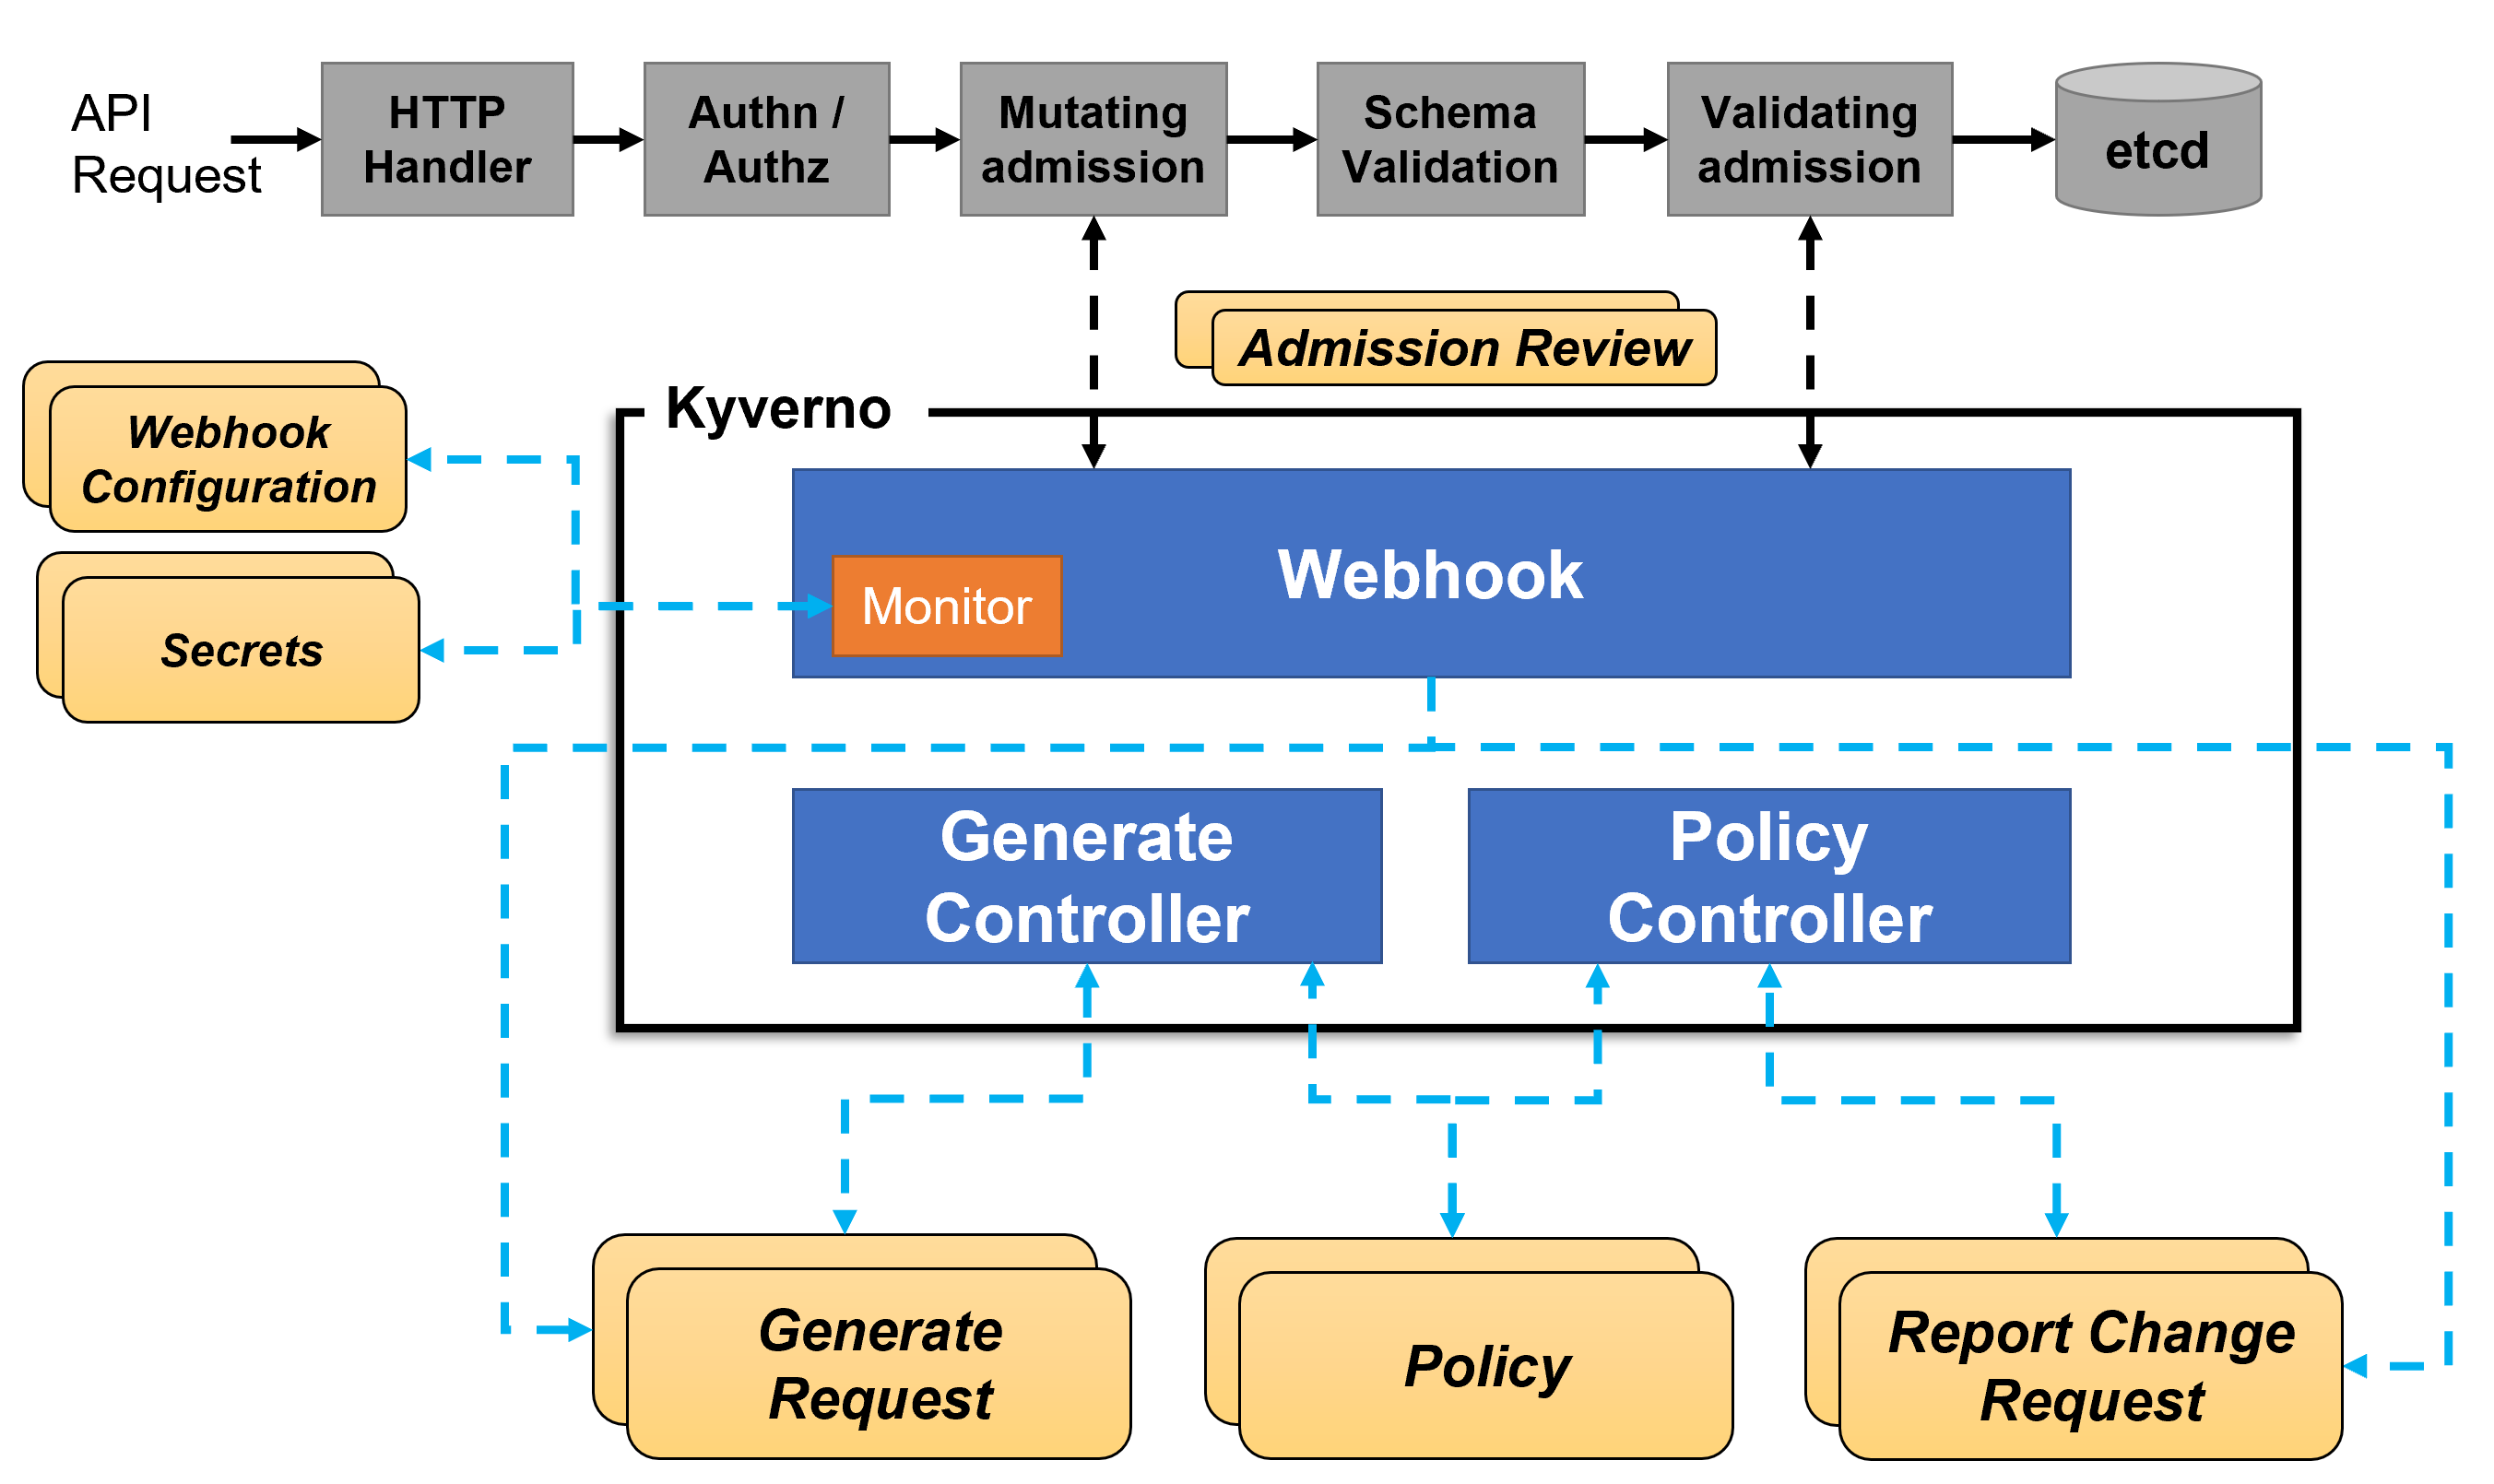 API
Request
HTTP
Handler
Authn /
Authz
Mutating
admission
Schema
Validation
Validating
admission
etcd
Admission Review
Kyverno
Webhook
Configuration
Secrets
Monitor
Webhook
Generate
Controller
Policy
Controller
Generate
Request
Policy
Report Change
Request